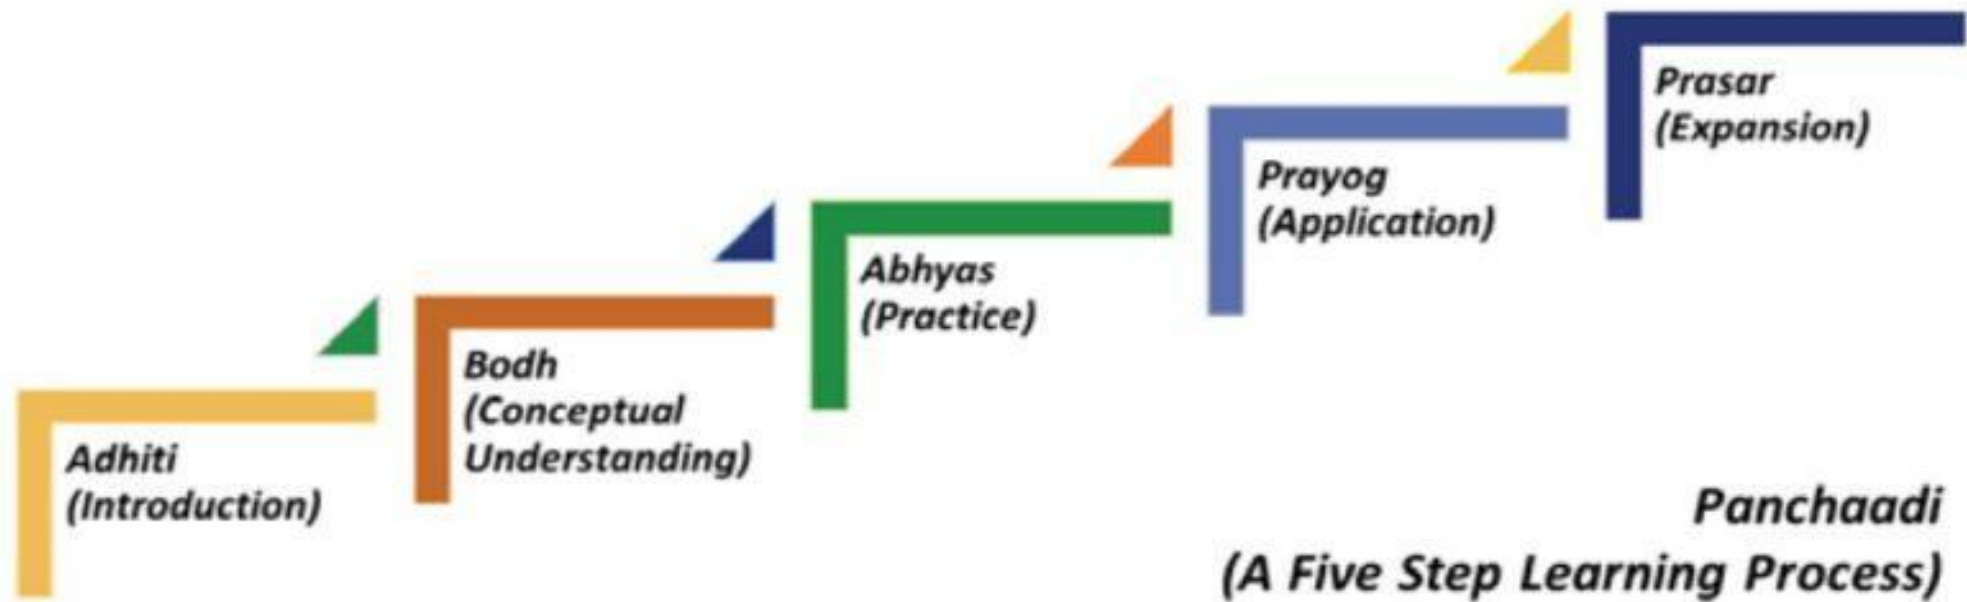 Adhiti
(Introduction)
Bodh
(Conceptual
Understanding)
Abhyas
(Practice)
Prayog
(Application)
Prasar
(Expansion)
Panchaadi
(A Five Step Learning Process)